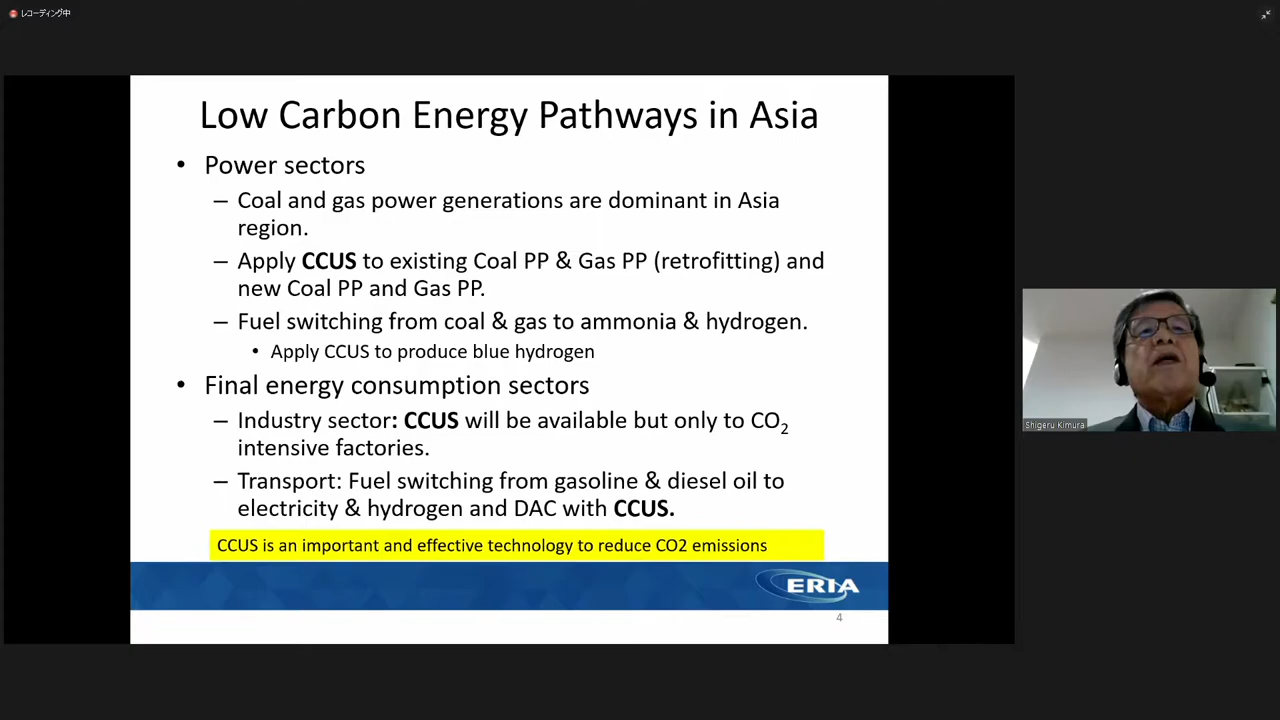 レコーディング中
Low Carbon Energy Pathways in Asia
• Power sectors
– Coal and gas power generations are dominant in Asia
region.
– Apply CCUS to existing Coal PP & Gas PP (retrofitting) and
new Coal PP and Gas PP.
– Fuel switching from coal & gas to ammonia & hydrogen.
• Apply CCUS to produce blue hydrogen
• Final energy consumption sectors
– Industry sector: CCUS will be available but only to CO2
intensive factories.
– Transport: Fuel switching from gasoline & diesel oil to
electricity & hydrogen and DAC with CCUS.
CCUS is an important and effective technology to reduce CO2 emissions
ERIA
4
Shigeru Kimura